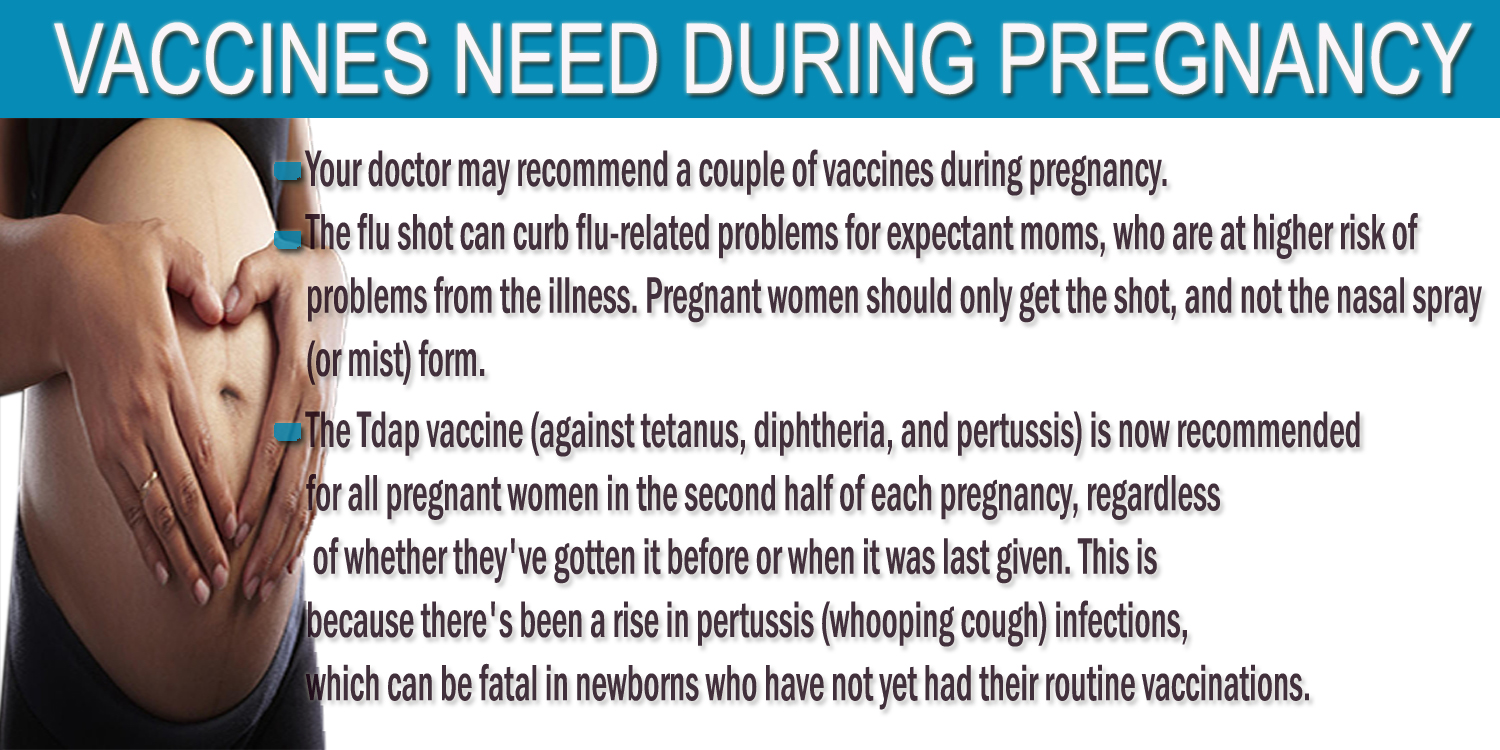 VACCINES NEED DURING PREGNANCY
Your doctor may recommend a couple of vaccines during pregnancy.
The flu shot can curb flu-related problems for expectant moms, who are at higher risk of
problems from the illness. Pregnant women should only get the shot, and not the nasal spray
(or mist) form.
The Tdap vaccine (against tetanus, diphtheria, and pertussis) is now recommended
for all pregnant women in the second half of each pregnancy, regardless
of whether they've gotten it before or when it was last given. This is
because there's been a rise in pertussis (whooping cough) infections,
which can be fatal in newborns who have not yet had their routine vaccinations.